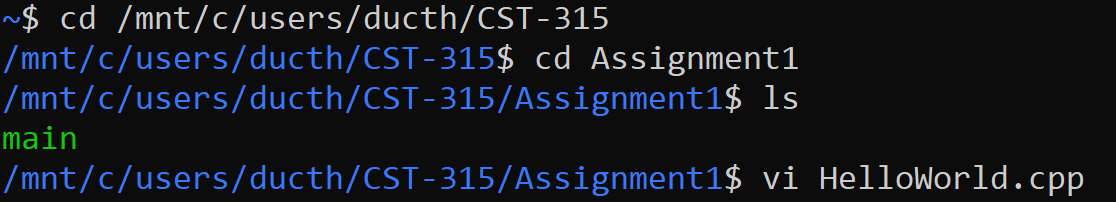 ~$ cd /mnt/c/users/ducth/CST-315
/mnt/c/users/ducth/CST-315$ cd Assignment1
/mnt/c/users/ducth/CST-315/Assignment1$ ls
main
/mnt/c/users/ducth/CST-315/Assignment1$ vi HelloWorld.cpp